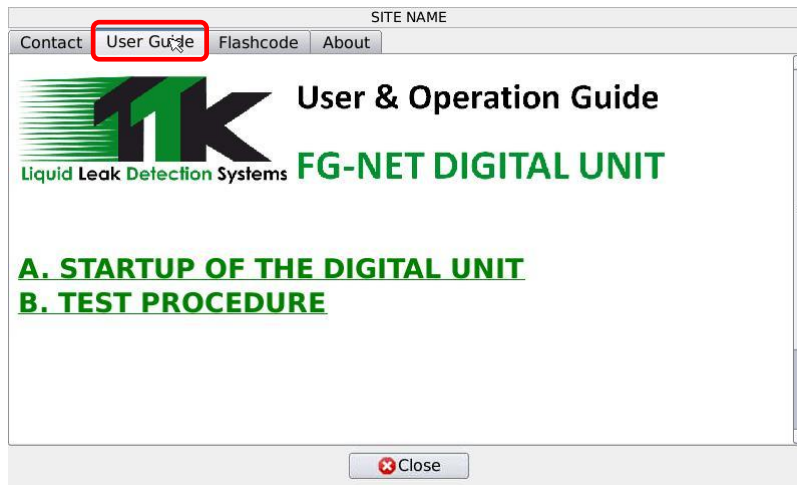 SITE NAME
Contact User Guide Flashcode About
TTK
Liquid Leak Detection Systems
User & Operation Guide
FG-NET DIGITAL UNIT
A. STARTUP OF THE DIGITAL UNIT
B. TEST PROCEDURE
Close